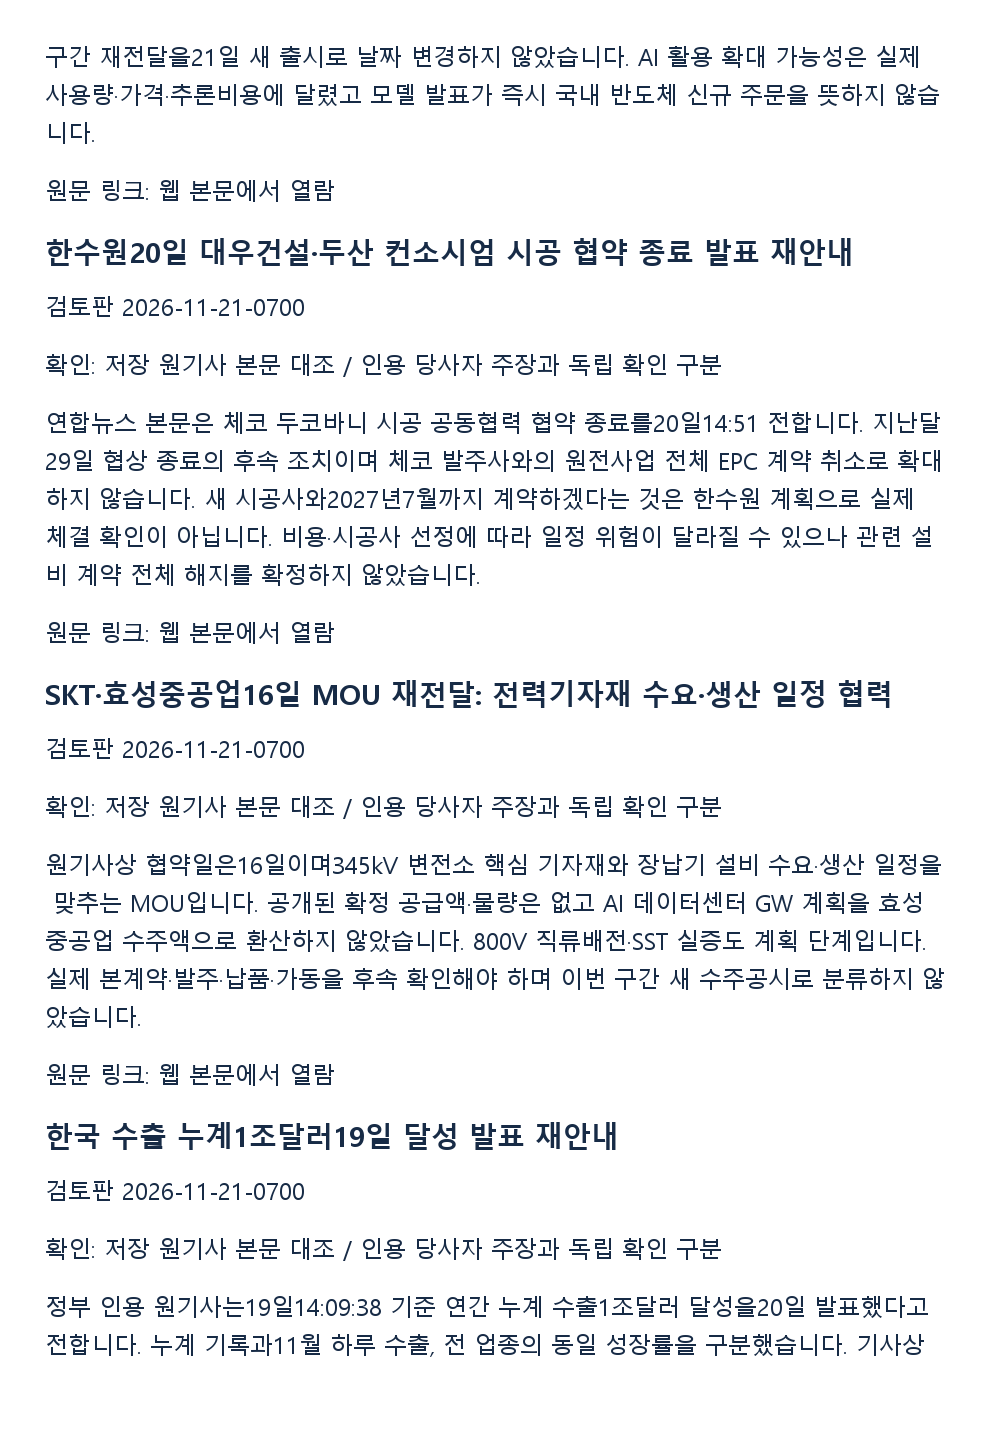 구간 재전달을21일 새 출시로 날짜 변경하지 않았습니다. AI 활용 확대 가능성은 실제
사용량·가격·추론비용에 달렸고 모델 발표가 즉시 국내 반도체 신규 주문을 뜻하지 않습
니다.
원문 링크: 웹 본문에서 열람
한수원20일 대우건설·두산 컨소시엄 시공 협약 종료 발표 재안내
검토판 2026-11-21-0700
확인: 저장 원기사 본문 대조 / 인용 당사자 주장과 독립 확인 구분
연합뉴스 본문은 체코 두코바니 시공 공동협력 협약 종료를20일14:51 전합니다. 지난달
29일 협상 종료의 후속 조치이며 체코 발주사와의 원전사업 전체 EPC 계약 취소로 확대
하지 않습니다. 새 시공사와2027년7월까지 계약하겠다는 것은 한수원 계획으로 실제
체결 확인이 아닙니다. 비용·시공사 선정에 따라 일정 위험이 달라질 수 있으나 관련 설
비 계약 전체 해지를 확정하지 않았습니다.
원문 링크: 웹 본문에서 열람
SKT·효성중공업16일 MOU 재전달: 전력기자재 수요·생산 일정 협력
검토판 2026-11-21-0700
확인: 저장 원기사 본문 대조 / 인용 당사자 주장과 독립 확인 구분
원기사상 협약일은16일이며345kV 변전소 핵심 기자재와 장납기 설비 수요·생산 일정을
맞추는 MOU입니다. 공개된 확정 공급액·물량은 없고 AI 데이터센터 GW 계획을 효성
중공업 수주액으로 환산하지 않았습니다. 800V 직류배전·SST 실증도 계획 단계입니다.
실제 본계약·발주·납품·가동을 후속 확인해야 하며 이번 구간 새 수주공시로 분류하지 않
았습니다.
원문 링크: 웹 본문에서 열람
한국 수출 누계1조달러19일 달성 발표 재안내
검토판 2026-11-21-0700
확인: 저장 원기사 본문 대조 / 인용 당사자 주장과 독립 확인 구분
정부 인용 원기사는19일14:09:38 기준 연간 누계 수출1조달러 달성을20일 발표했다고
전합니다. 누계 기록과11월 하루 수출, 전 업종의 동일 성장률을 구분했습니다. 기사상